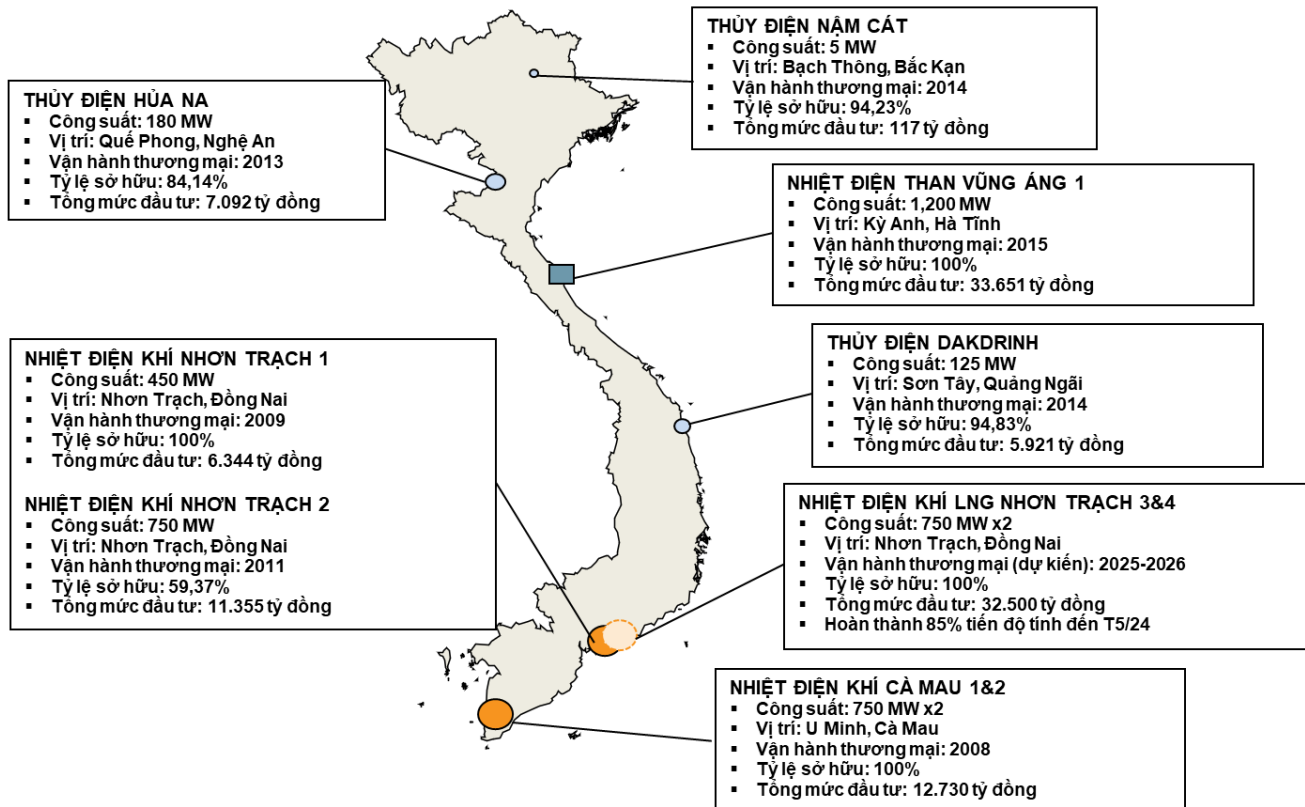 THỦY ĐIỆN NẬM CÁT
▪ Công suất: 5 MW
▪ Vị trí: Bạch Thông, Bắc Kạn
▪ Vận hành thương mại: 2014
▪ Tỷ lệ sở hữu: 94,23%
▪ Tổng mức đầu tư: 117 tỷ đồng
THỦY ĐIỆN HỦA NA
▪ Công suất: 180 MW
▪ Vị trí: Quế Phong, Nghệ An
▪ Vận hành thương mại: 2013
▪ Tỷ lệ sở hữu: 84,14%
▪ Tổng mức đầu tư: 7.092 tỷ đồng
NHIỆT ĐIỆN THAN VŨNG ÁNG 1
▪ Công suất: 1,200 MW
▪ Vị trí: Kỳ Anh, Hà Tĩnh
▪ Vận hành thương mại: 2015
▪ Tỷ lệ sở hữu: 100%
▪ Tổng mức đầu tư: 33.651 tỷ đồng
THỦY ĐIỆN DAKDRINH
▪ Công suất: 125 MW
▪ Vị trí: Sơn Tây, Quảng Ngãi
▪ Vận hành thương mại: 2014
▪ Tỷ lệ sở hữu: 94,83%
▪ Tổng mức đầu tư: 5.921 tỷ đồng
NHIỆT ĐIỆN KHÍ NHƠN TRẠCH 1
▪ Công suất: 450 MW
▪ Vị trí: Nhơn Trạch, Đồng Nai
▪ Vận hành thương mại: 2009
▪ Tỷ lệ sở hữu: 100%
▪ Tổng mức đầu tư: 6.344 tỷ đồng
NHIỆT ĐIỆN KHÍ NHƠN TRẠCH 2
▪ Công suất: 750 MW
▪ Vị trí: Nhơn Trạch, Đồng Nai
▪ Vận hành thương mại: 2011
▪ Tỷ lệ sở hữu: 59,37%
▪ Tổng mức đầu tư: 11.355 tỷ đồng
NHIỆT ĐIỆN KHÍ LNG NHƠN TRẠCH 3&4
▪ Công suất: 750 MW x2
▪ Vị trí: Nhơn Trạch, Đồng Nai
▪ Vận hành thương mại (dự kiến): 2025-2026
▪ Tỷ lệ sở hữu: 100%
▪ Tổng mức đầu tư: 32.500 tỷ đồng
▪ Hoàn thành 85% tiến độ tính đến T5/24
NHIỆT ĐIỆN KHÍ CÀ MAU 1&2
▪ Công suất: 750 MW x2
▪ Vị trí: U Minh, Cà Mau
▪ Vận hành thương mại: 2008
▪ Tỷ lệ sở hữu: 100%
▪ Tổng mức đầu tư: 12.730 tỷ đồng